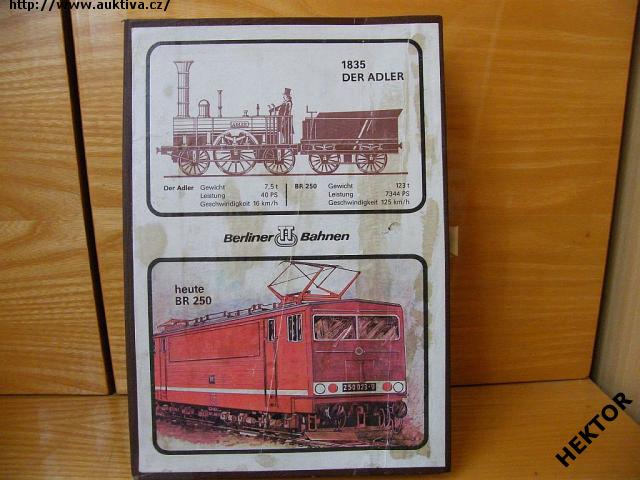 http://www.auktiva.cz/
1835
DER ADLER
ADLER
Der Adler Gewicht 7,5 t BR 250 Gewicht 123 t
Leistung 40 PS Leistung 7344 PS
Geschwindigkeit 16 km/h Geschwindigkeit 125 km/h
Berliner TT Bahnen
heute
BR 250
HEKTOR